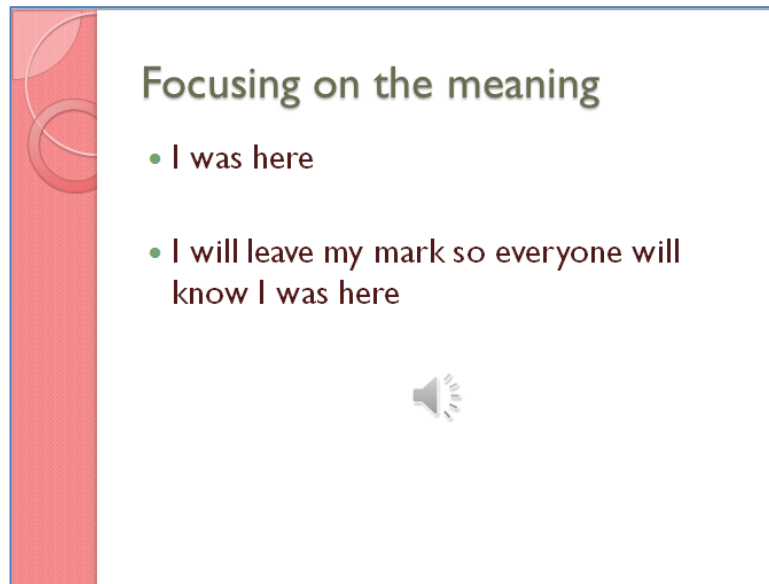 Focusing on the meaning
• I was here
• I will leave my mark so everyone will
know I was here